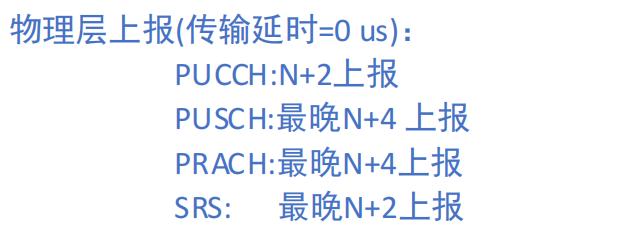 物理层上报(传输延时=0 us)：
PUCCH:N+2上报
PUSCH:最晚N+4 上报
PRACH:最晚N+4上报
SRS: 最晚N+2上报